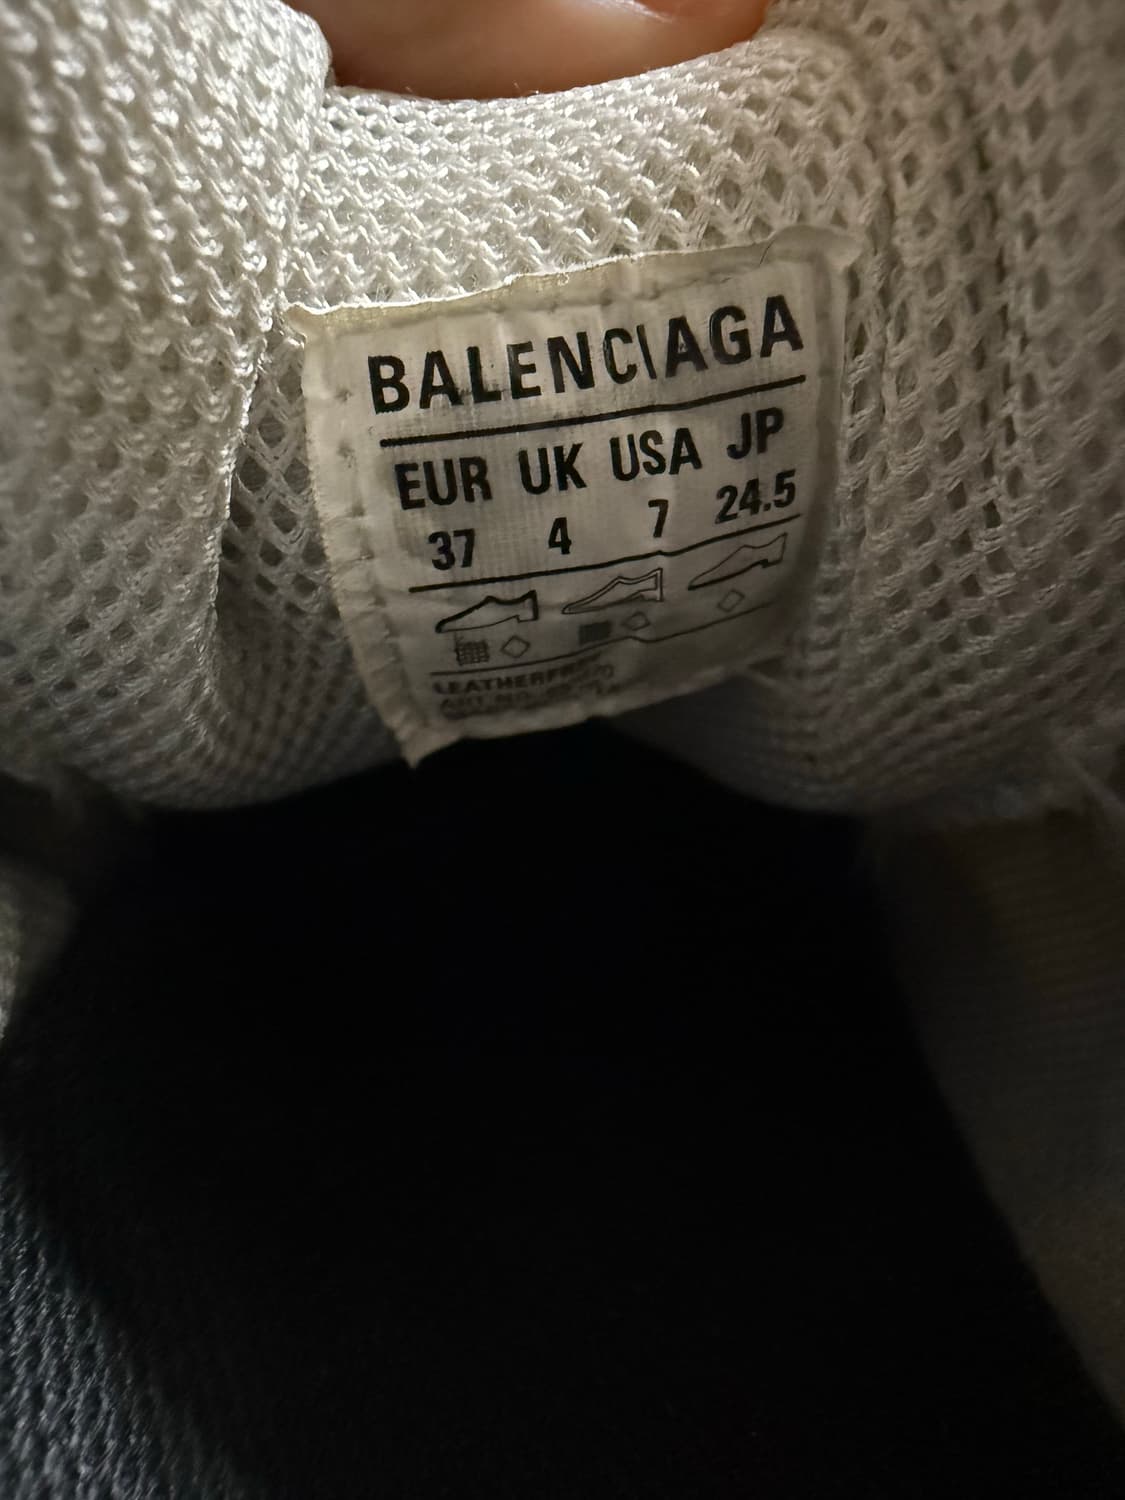 BALENCIAGA
EUR UK USA JP
37 4 7 24.5